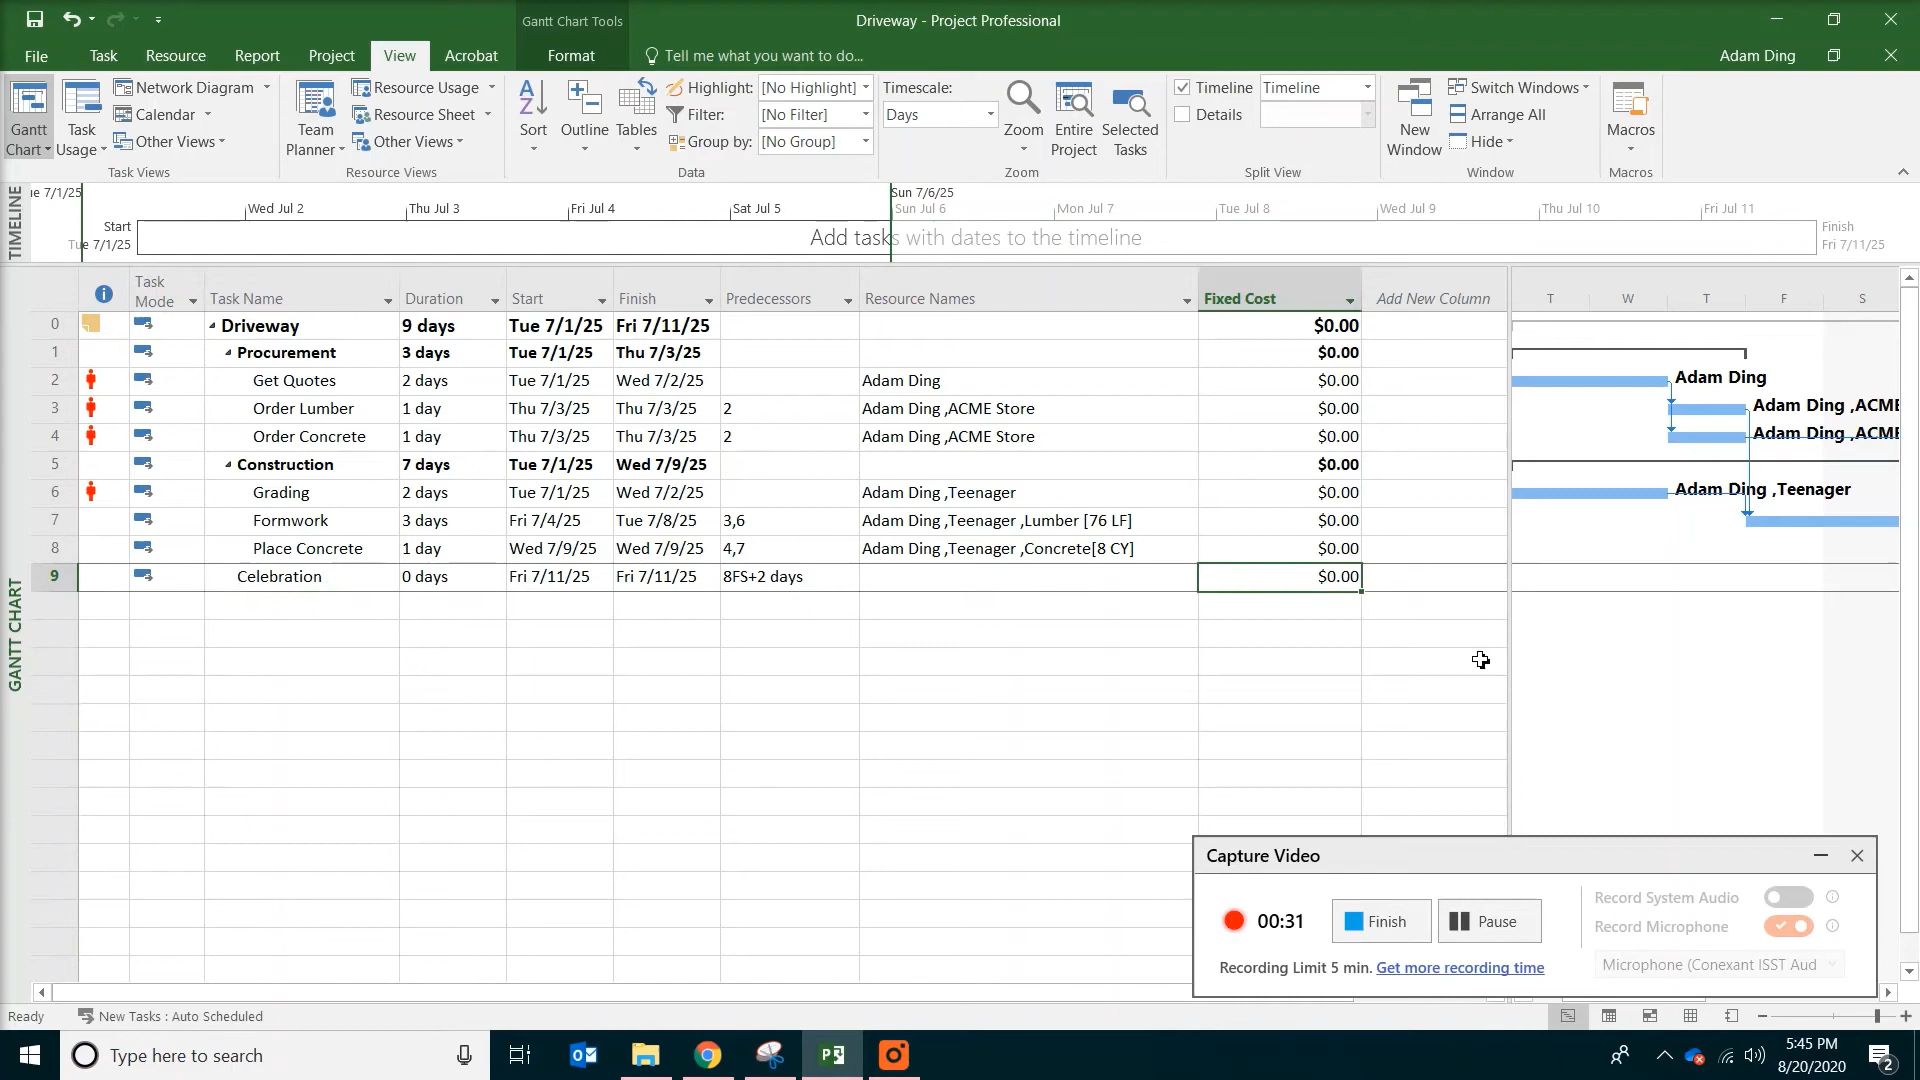 Gantt Chart Tools
Driveway - Project Professional
File Task Resource Report Project View Acrobat Format Tell me what you want to do... Adam Ding
Gantt Chart
Task Usage
Network Diagram
Calendar
Other Views
Task Views
Team Planner
Resource Usage
Resource Sheet
Other Views
Resource Views
Sort
Outline
Tables
Highlight: [No Highlight]
Filter: [No Filter]
Group by: [No Group]
Data
Timescale:
Days
Zoom
Entire Project
Selected Tasks
Zoom
Timeline Timeline
Details
Split View
New Window
Switch Windows
Arrange All
Hide
Window
Macros
Macros
TIMELINE
ue 7/1/25 Sun 7/6/25
Wed Jul 2 Thu Jul 3 Fri Jul 4 Sat Jul 5 Sun Jul 6 Mon Jul 7 Tue Jul 8 Wed Jul 9 Thu Jul 10 Fri Jul 11
Start
Tue 7/1/25
Add tasks with dates to the timeline
Finish
Fri 7/11/25
GANTT CHART
Task Mode Task Name Duration Start Finish Predecessors Resource Names Fixed Cost Add New Column T W T F S
0 Driveway 9 days Tue 7/1/25 Fri 7/11/25 $0.00
1 Procurement 3 days Tue 7/1/25 Thu 7/3/25 $0.00
2 Get Quotes 2 days Tue 7/1/25 Wed 7/2/25 Adam Ding $0.00 Adam Ding
3 Order Lumber 1 day Thu 7/3/25 Thu 7/3/25 2 Adam Ding ,ACME Store $0.00 Adam Ding ,ACME
4 Order Concrete 1 day Thu 7/3/25 Thu 7/3/25 2 Adam Ding ,ACME Store $0.00 Adam Ding ,ACME
5 Construction 7 days Tue 7/1/25 Wed 7/9/25 $0.00
6 Grading 2 days Tue 7/1/25 Wed 7/2/25 Adam Ding ,Teenager $0.00 Adam Ding ,Teenager
7 Formwork 3 days Fri 7/4/25 Tue 7/8/25 3,6 Adam Ding ,Teenager ,Lumber [76 LF] $0.00
8 Place Concrete 1 day Wed 7/9/25 Wed 7/9/25 4,7 Adam Ding ,Teenager ,Concrete[8 CY] $0.00
9 Celebration 0 days Fri 7/11/25 Fri 7/11/25 8FS+2 days $0.00
Capture Video
00:31 Finish Pause
Recording Limit 5 min. Get more recording time
Record System Audio
Record Microphone
Microphone (Conexant ISST Aud
Ready New Tasks : Auto Scheduled
Type here to search
5:45 PM
8/20/2020
2